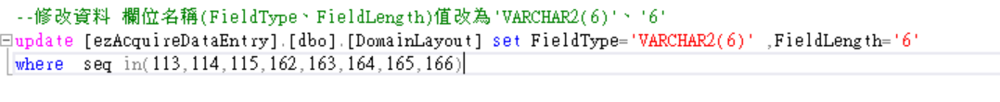 --修改資料 欄位名稱(FieldType、FieldLength)值改為'VARCHAR2(6)'、'6'
update [ezAcquireDataEntry].[dbo].[DomainLayout] set FieldType='VARCHAR2(6)' ,FieldLength='6'
where  seq in(113,114,115,162,163,164,165,166)